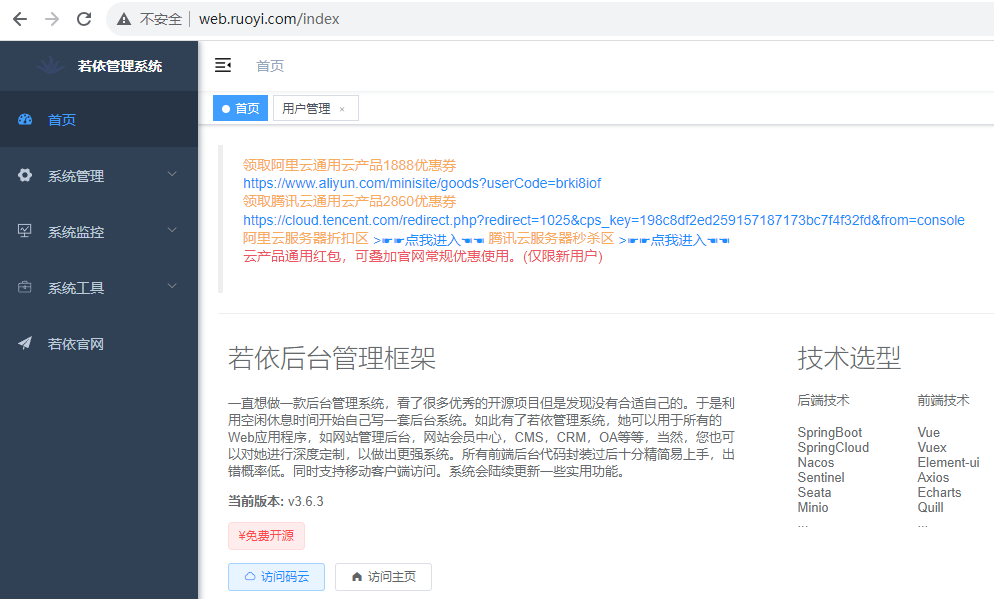 不安全 web.ruoyi.com/index
若依管理系统
首页
首页
系统管理
系统监控
系统工具
若依官网
首页 用户管理 ×
领取阿里云通用云产品1888优惠券
https://www.aliyun.com/minisite/goods?userCode=brki8iof
领取腾讯云通用云产品2860优惠券
https://cloud.tencent.com/redirect.php?redirect=1025&cps_key=198c8df2ed259157187173bc7f4f32fd&from=console
阿里云服务器折扣区 >☛☛点我进入☚☚ 腾讯云服务器秒杀区 >☛☛点我进入☚☚
云产品通用红包，可叠加官网常规优惠使用。(仅限新用户)
若依后台管理框架
一直想做一款后台管理系统，看了很多优秀的开源项目但是发现没有合适自己的。于是利
用空闲休息时间开始自己写一套后台系统。如此有了若依管理系统，她可以用于所有的
Web应用程序，如网站管理后台，网站会员中心，CMS，CRM，OA等等，当然，您也可
以对她进行深度定制，以做出更强系统。所有前端后台代码封装过后十分精简易上手，出
错概率低。同时支持移动客户端访问。系统会陆续更新一些实用功能。
当前版本: v3.6.3
¥免费开源
访问码云 访问主页
技术选型
后端技术
SpringBoot
SpringCloud
Nacos
Sentinel
Seata
Minio
...
前端技术
Vue
Vuex
Element-ui
Axios
Echarts
Quill
...